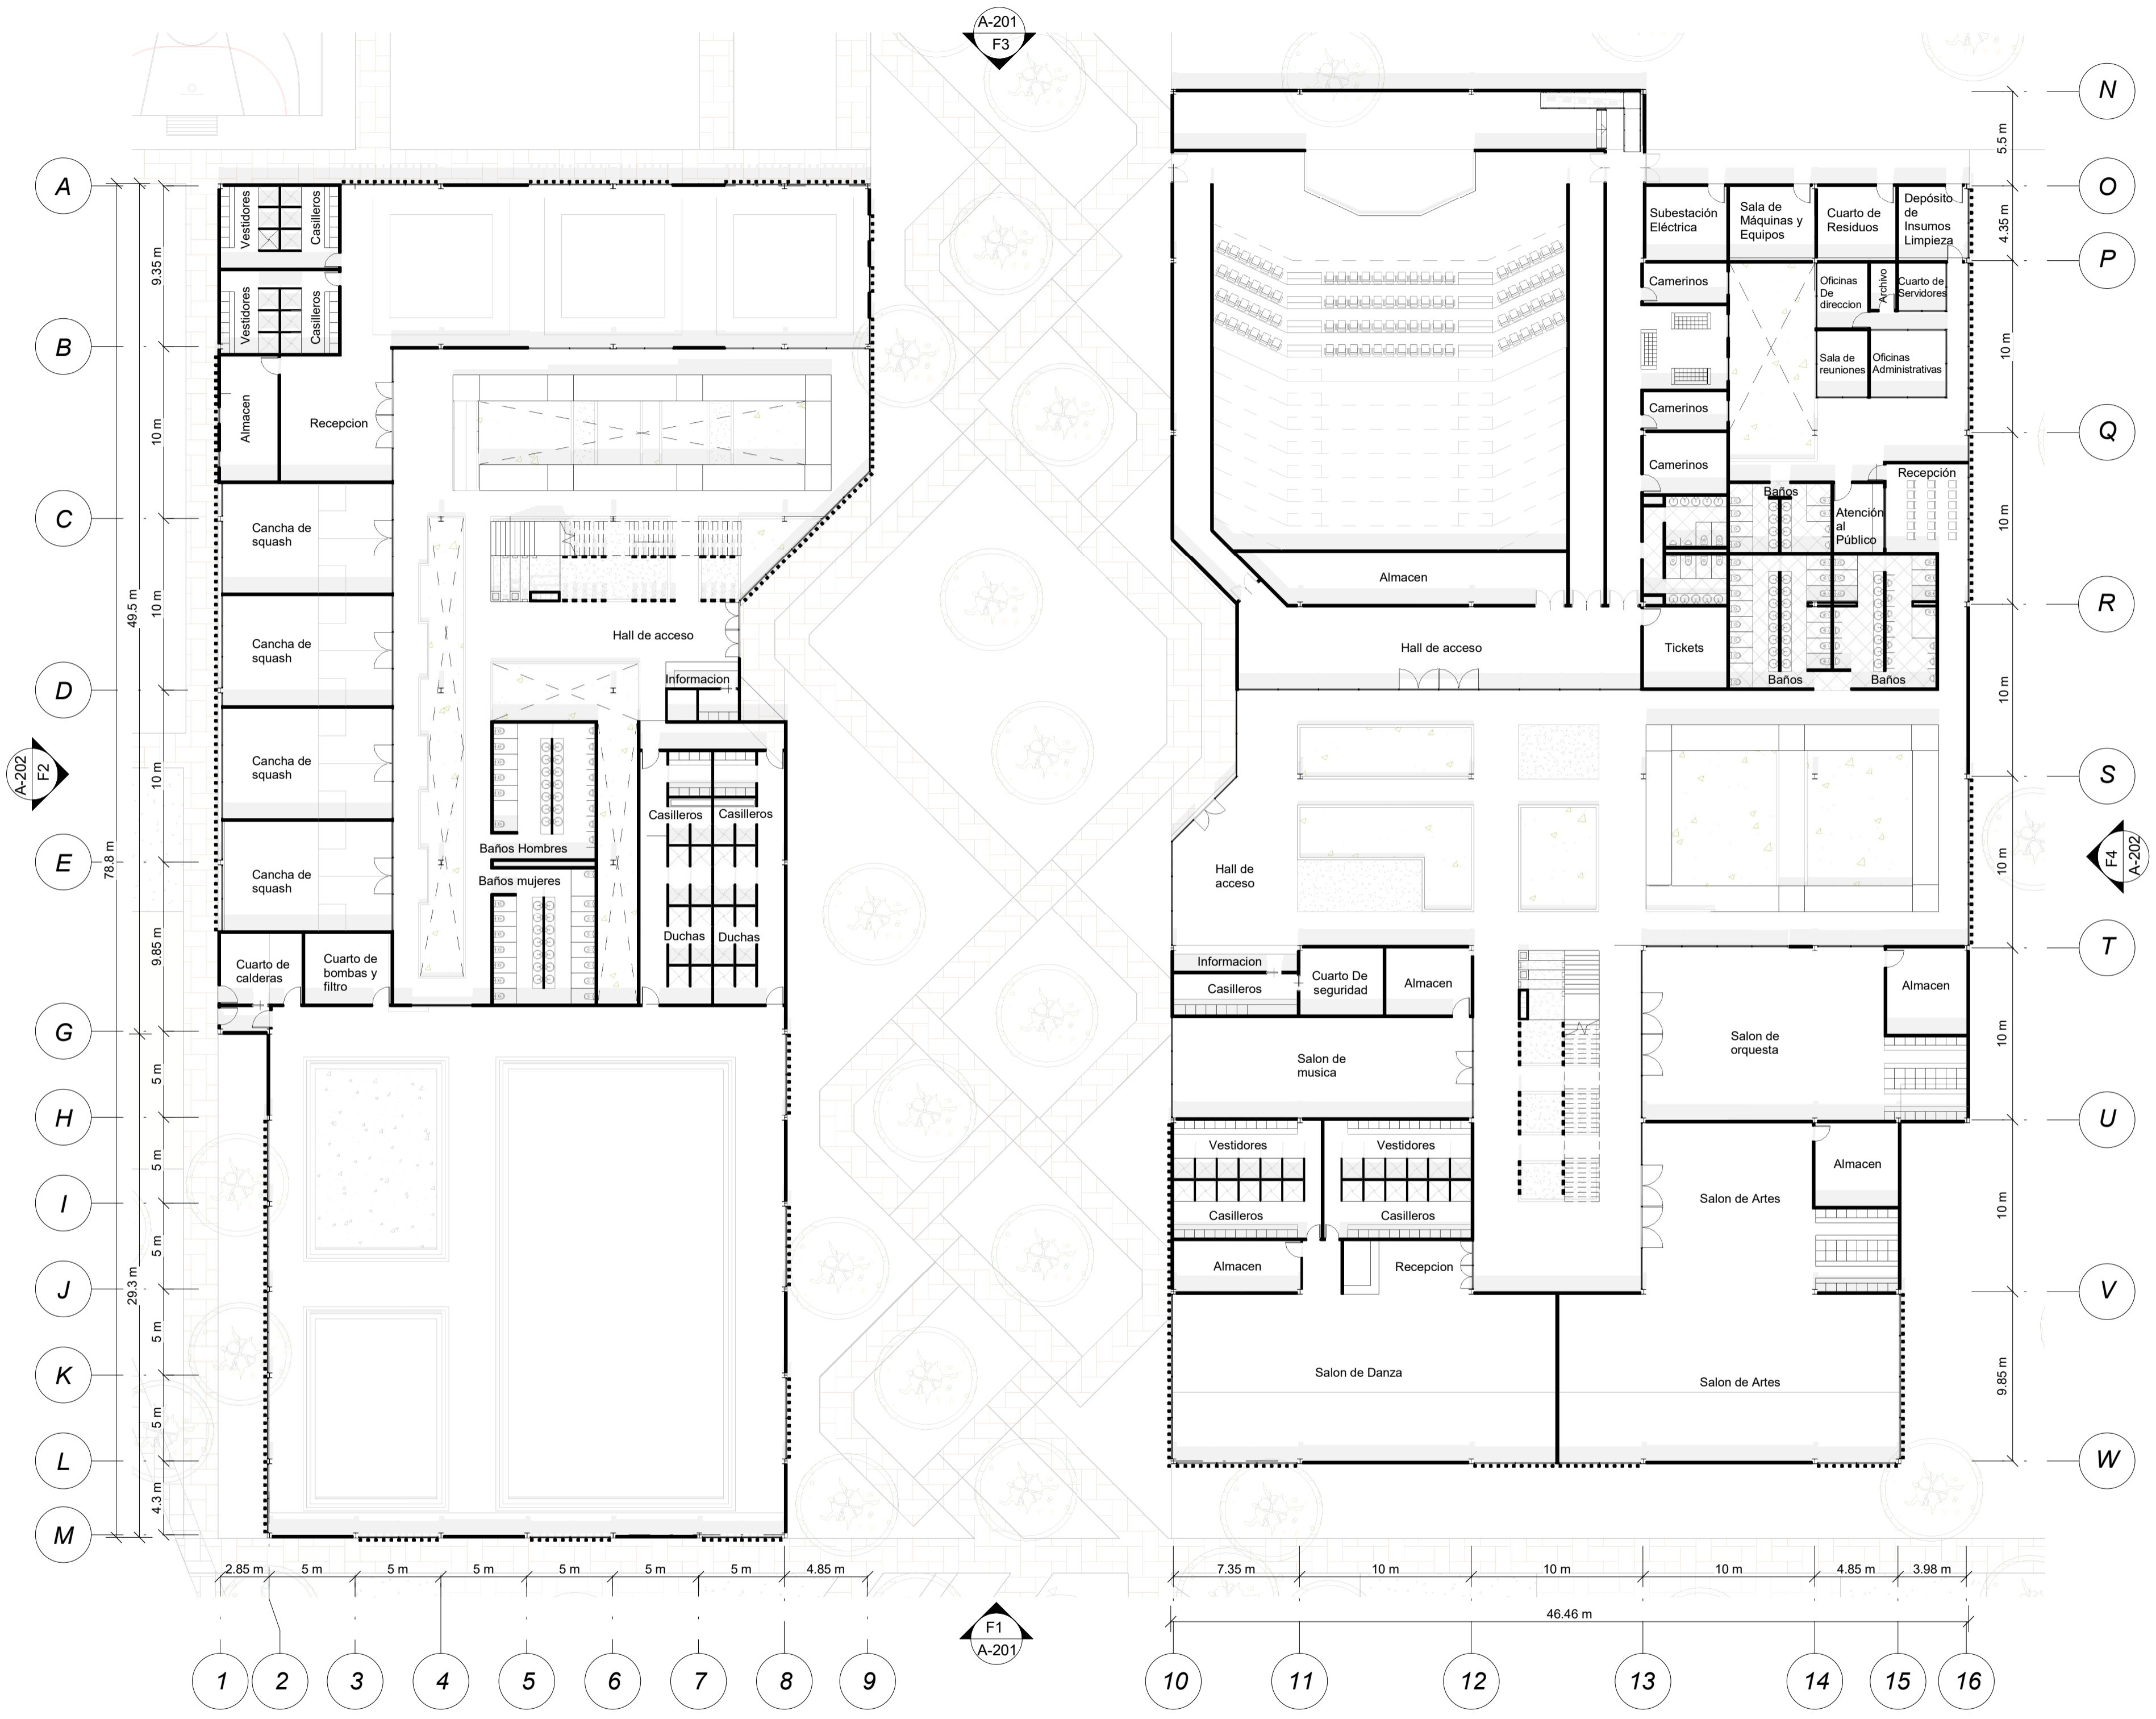 A-201
F3
N
5.5 m
A
O
Vestidores
Casilleros
Subestación
Eléctrica
Sala de
Máquinas y
Equipos
Cuarto de
Residuos
Depósito
de
Insumos
Limpieza
4.35 m
9.35 m
P
Vestidores
Casilleros
Camerinos
Oficinas
De
direccion
Archivo
Cuarto de
Servidores
B
10 m
Sala de
reuniones
Oficinas
Administrativas
Almacen
Recepcion
10 m
Camerinos
Q
Camerinos
Recepción
Baños
C
Cancha de
squash
Atención
al
Público
10 m
Almacen
49.5 m
10 m
R
Cancha de
squash
Hall de acceso
Hall de acceso
Tickets
Informacion
Baños
Baños
D
10 m
A-202
F2
Cancha de
squash
10 m
S
Casilleros
Casilleros
Baños Hombres
E
78.8 m
Baños mujeres
Cancha de
squash
Hall de
acceso
10 m
F4
A-202
Duchas
Duchas
9.85 m
T
Cuarto de
calderas
Cuarto de
bombas y
filtro
Informacion
Casilleros
Cuarto De
seguridad
Almacen
Almacen
G
Salon de
musica
Salon de
orquesta
10 m
5 m
H
U
Vestidores
Vestidores
5 m
Almacen
I
Casilleros
Casilleros
Salon de Artes
10 m
5 m
Almacen
Recepcion
J
29.3 m
V
5 m
K
Salon de Danza
Salon de Artes
9.85 m
5 m
L
W
4.3 m
M
2.85 m
5 m
5 m
5 m
5 m
5 m
5 m
4.85 m
7.35 m
10 m
10 m
10 m
4.85 m
3.98 m
46.46 m
F1
A-201
1
2
3
4
5
6
7
8
9
10
11
12
13
14
15
16